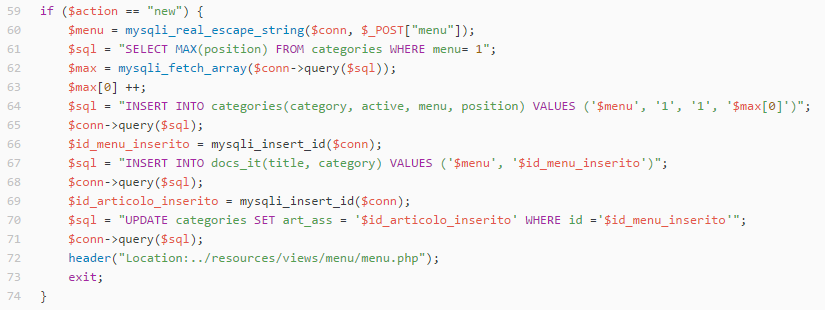 59 if ($action == "new") {
60 $menu = mysqli_real_escape_string($conn, $_POST["menu"]);
61 $sql = "SELECT MAX(position) FROM categories WHERE menu= 1";
62 $max = mysqli_fetch_array($conn->query($sql));
63 $max[0] ++;
64 $sql = "INSERT INTO categories(category, active, menu, position) VALUES ('$menu', '1', '1', '$max[0]')";
65 $conn->query($sql);
66 $id_menu_inserito = mysqli_insert_id($conn);
67 $sql = "INSERT INTO docs_it(title, category) VALUES ('$menu', '$id_menu_inserito')";
68 $conn->query($sql);
69 $id_articolo_inserito = mysqli_insert_id($conn);
70 $sql = "UPDATE categories SET art_ass = '$id_articolo_inserito' WHERE id ='$id_menu_inserito'";
71 $conn->query($sql);
72 header("Location:../resources/views/menu/menu.php");
73 exit;
74 }